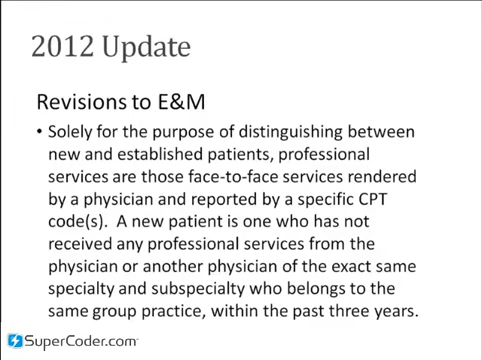 2012 Update
Revisions to E&M
• Solely for the purpose of distinguishing between
new and established patients, professional
services are those face-to-face services rendered
by a physician and reported by a specific CPT
code(s).  A new patient is one who has not
received any professional services from the
physician or another physician of the exact same
specialty and subspecialty who belongs to the
same group practice, within the past three years.
SuperCoder.com